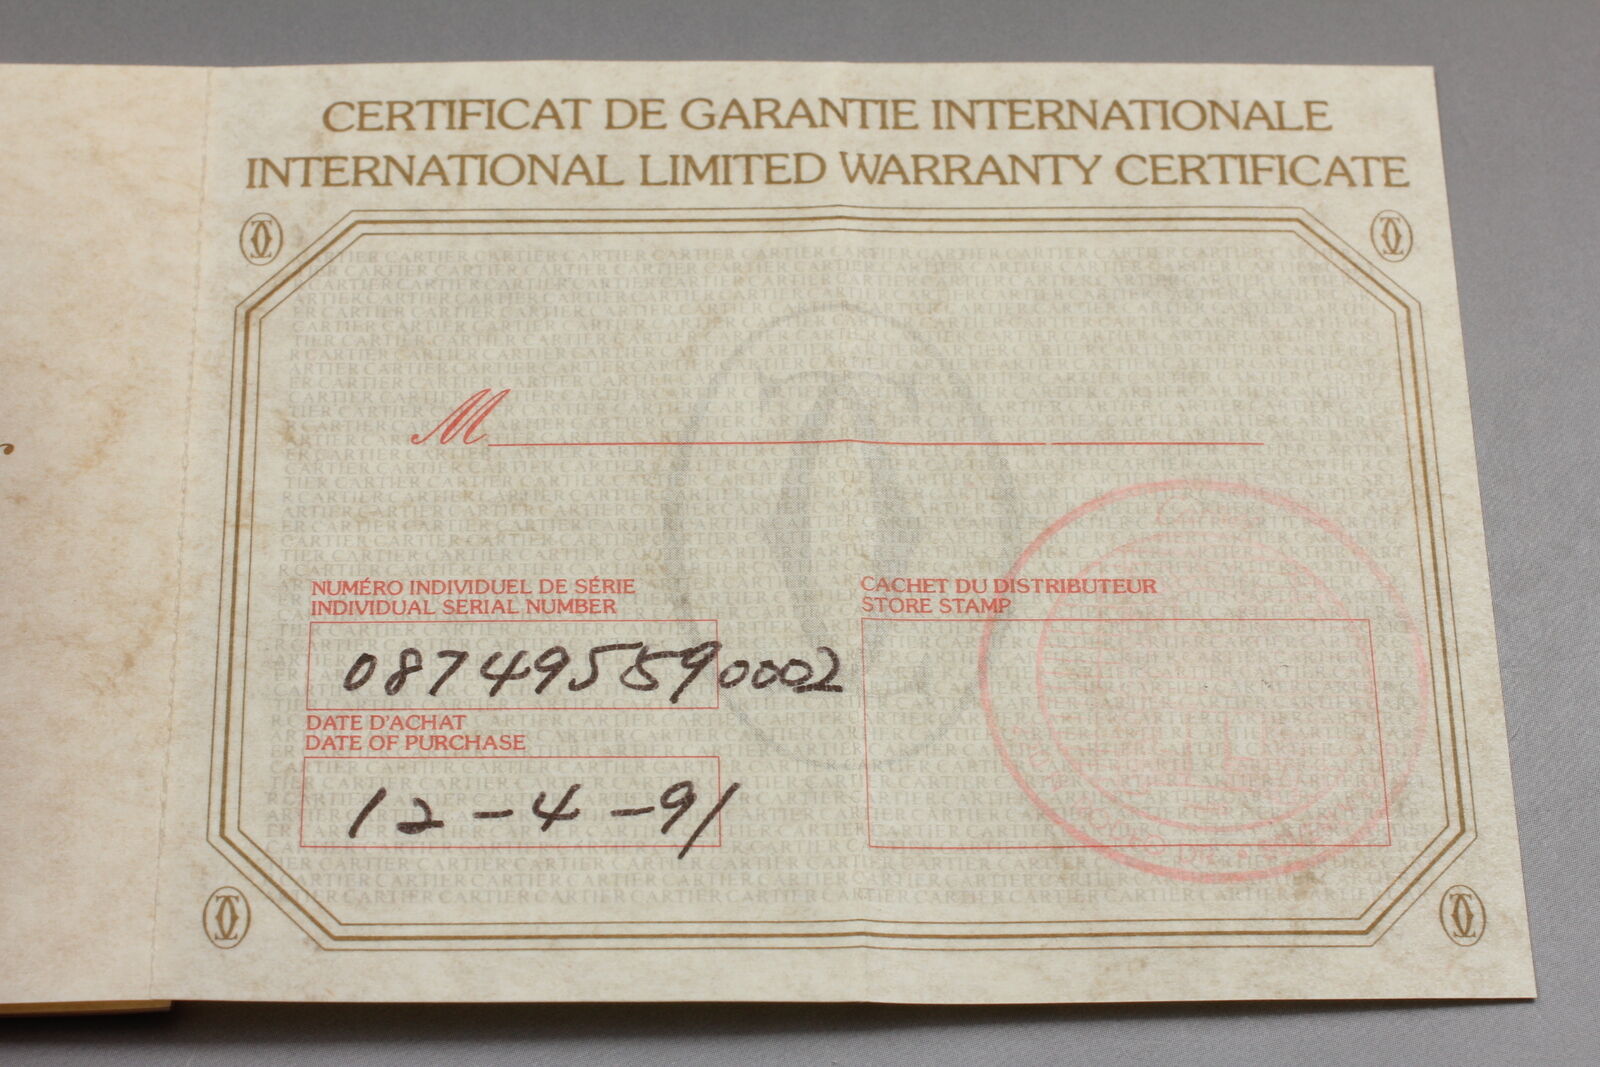 CERTIFICAT DE GARANTIE INTERNATIONALE
INTERNATIONAL LIMITED WARRANTY CERTIFICATE
M
NUMÉRO INDIVIDUEL DE SÉRIE
INDIVIDUAL SERIAL NUMBER
087495590002
DATE D'ACHAT
DATE OF PURCHASE
12-4-91
CACHET DU DISTRIBUTEUR
STORE STAMP